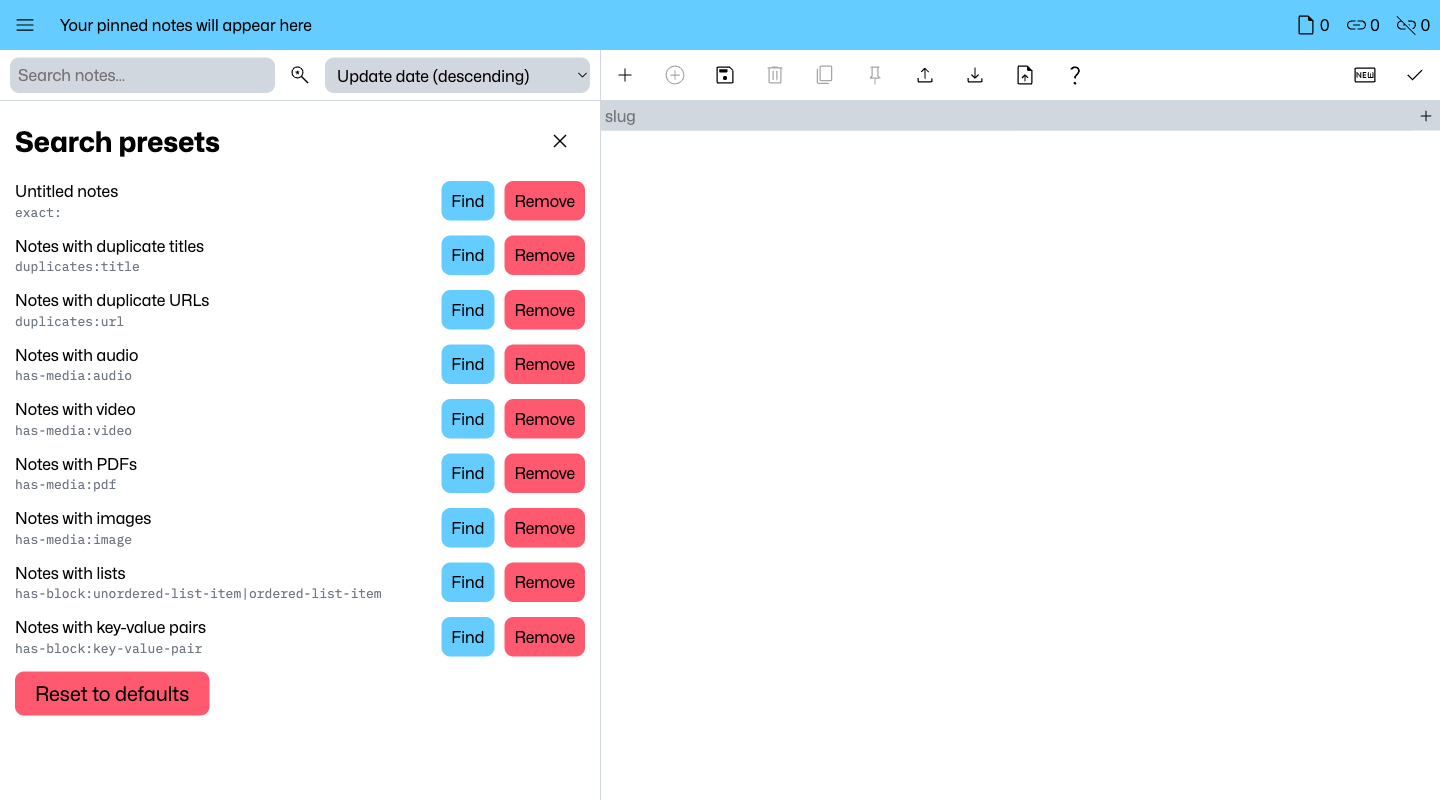 Your pinned notes will appear here
0
0
0
Search notes...
Update date (descending)
NEW
slug
Search presets
Untitled notes
exact:
Find
Remove
Notes with duplicate titles
duplicates:title
Find
Remove
Notes with duplicate URLs
duplicates:url
Find
Remove
Notes with audio
has-media:audio
Find
Remove
Notes with video
has-media:video
Find
Remove
Notes with PDFs
has-media:pdf
Find
Remove
Notes with images
has-media:image
Find
Remove
Notes with lists
has-block:unordered-list-item|ordered-list-item
Find
Remove
Notes with key-value pairs
has-block:key-value-pair
Find
Remove
Reset to defaults